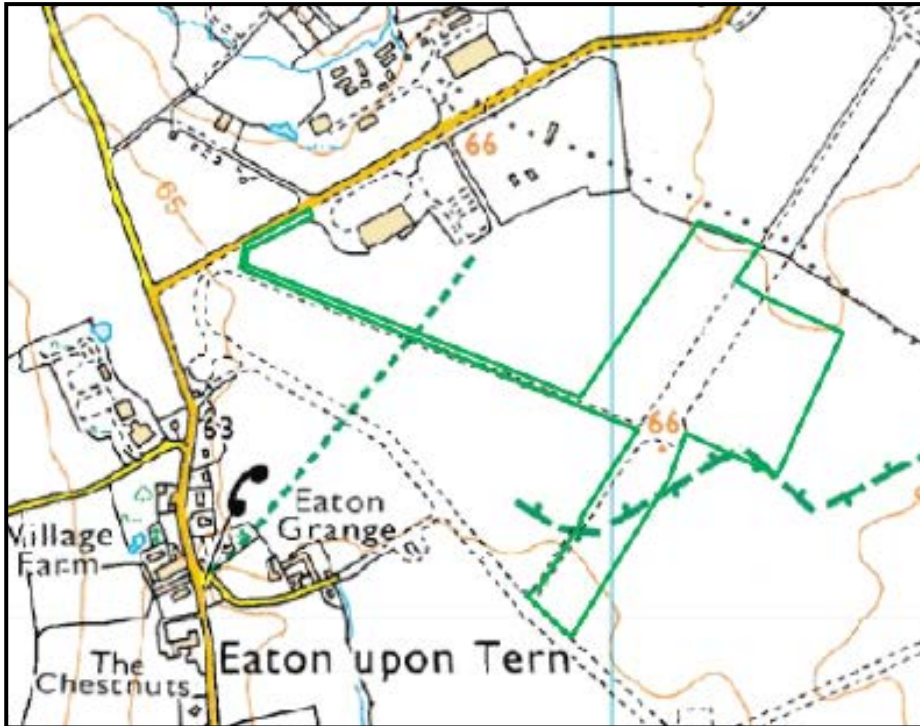 66
65
66
63
Eaton
Grange
Village
Farm
Eaton upon Tern
The
Chestnuts